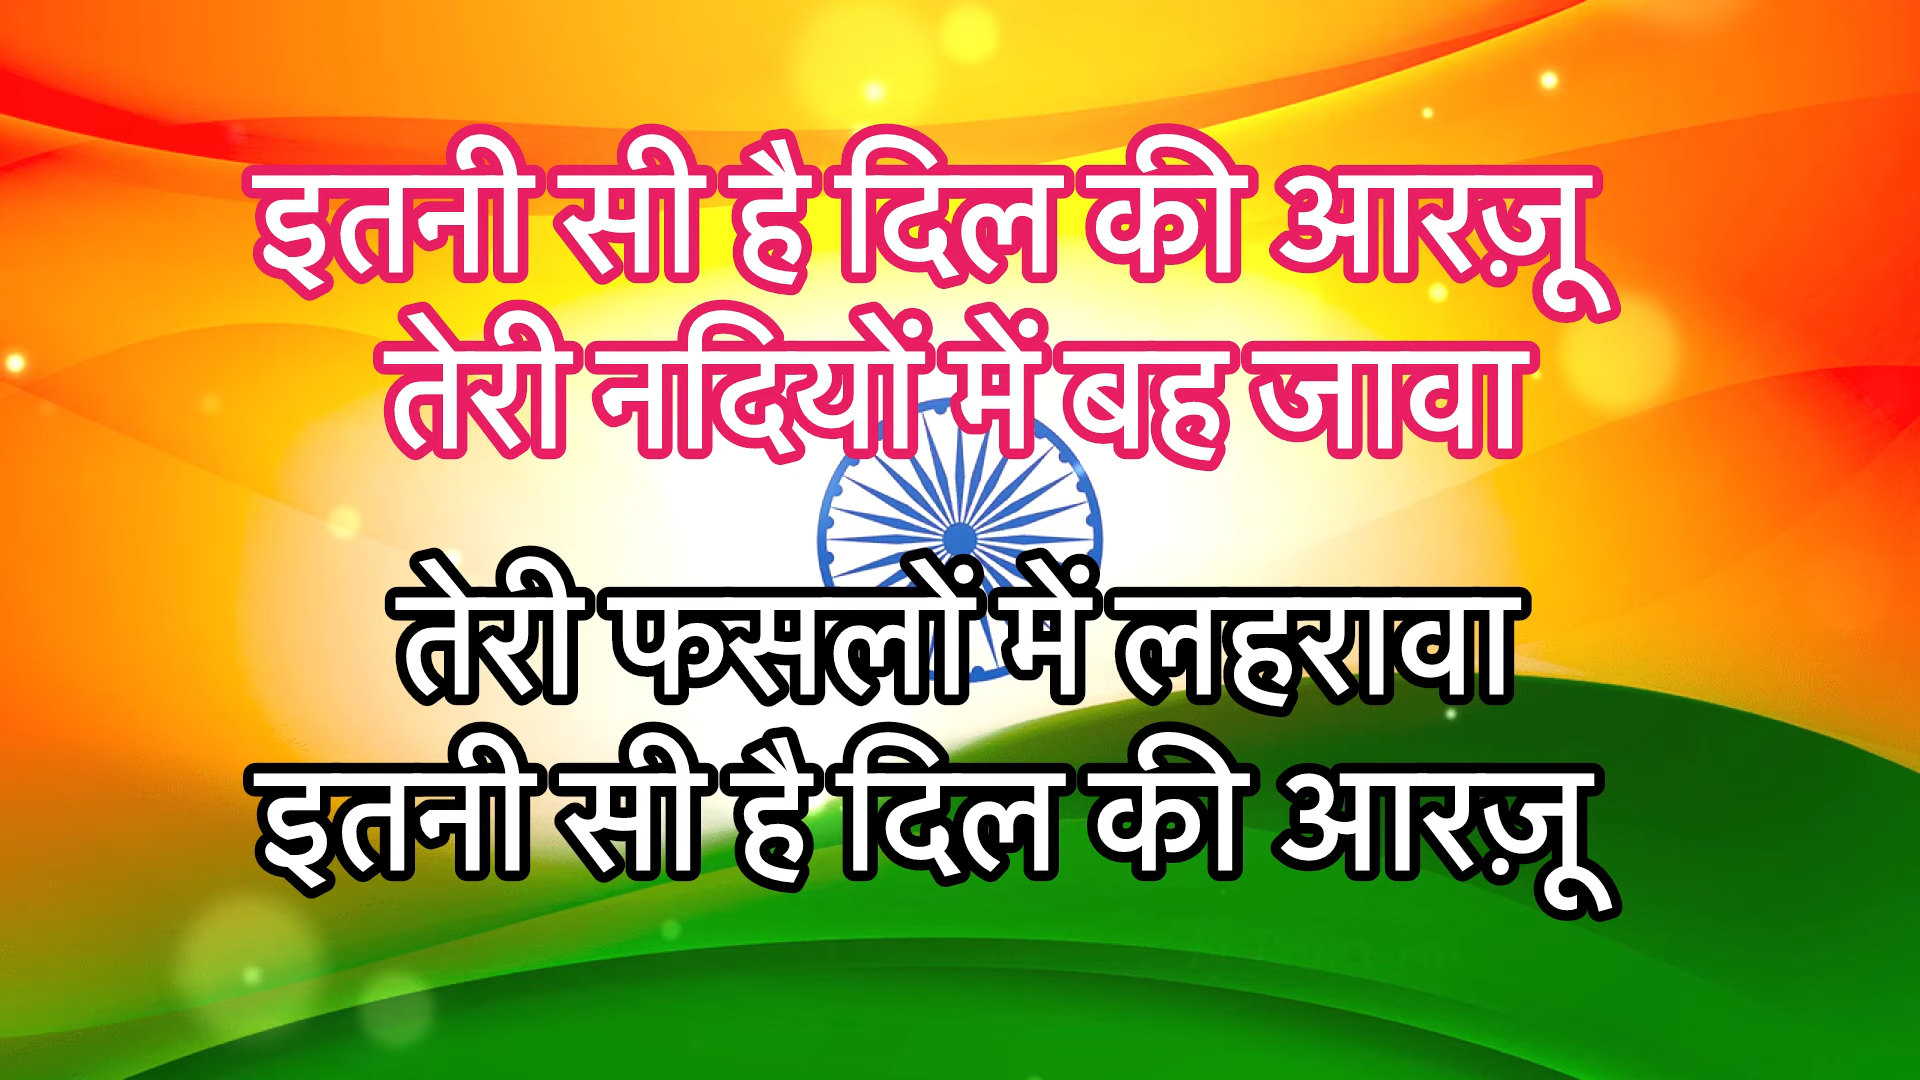 इतनी सी है दिल की आरज़ू
तेरी नदियों में बह जावा
तेरी फसलों में लहरावा
इतनी सी है दिल की आरज़ू